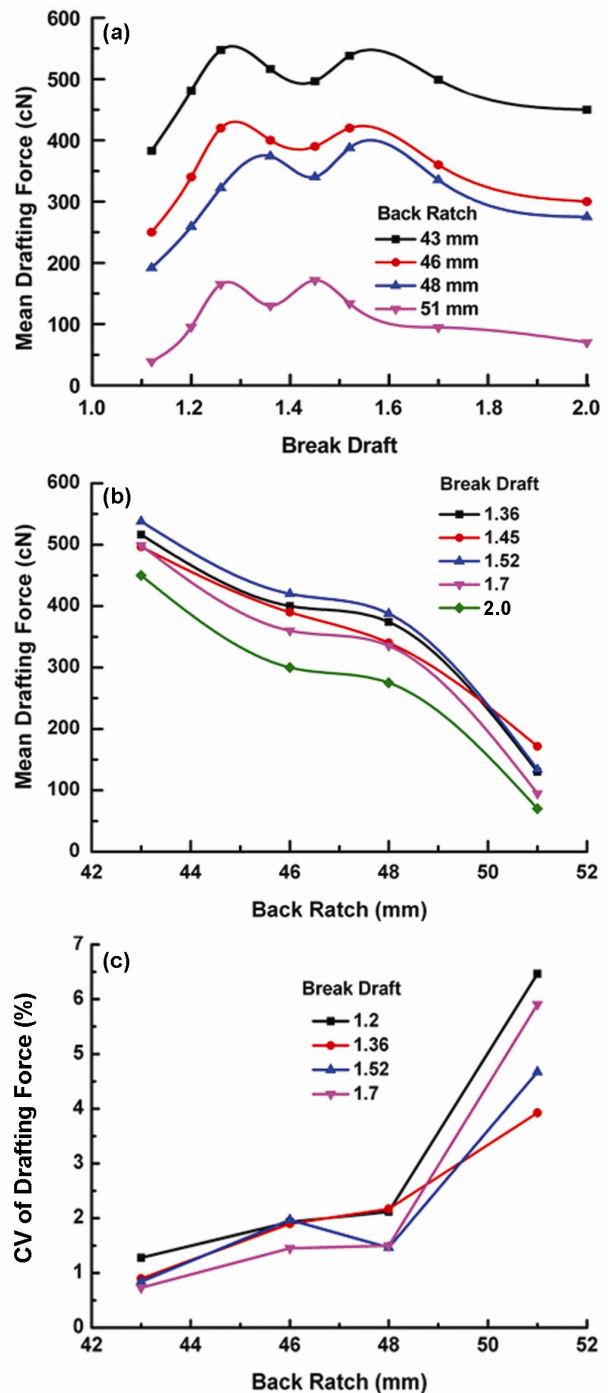 (a)
Mean Drafting Force (cN)
600
500
400
300
200
100
0
Back Ratch
43 mm
46 mm
48 mm
51 mm
1.0 1.2 1.4 1.6 1.8 2.0
Break Draft
(b)
Mean Drafting Force (cN)
600
500
400
300
200
100
0
Break Draft
1.36
1.45
1.52
1.7
2.0
42 44 46 48 50 52
Back Ratch (mm)
(c)
CV of Drafting Force (%)
7
6
5
4
3
2
1
0
Break Draft
1.2
1.36
1.52
1.7
42 44 46 48 50 52
Back Ratch (mm)